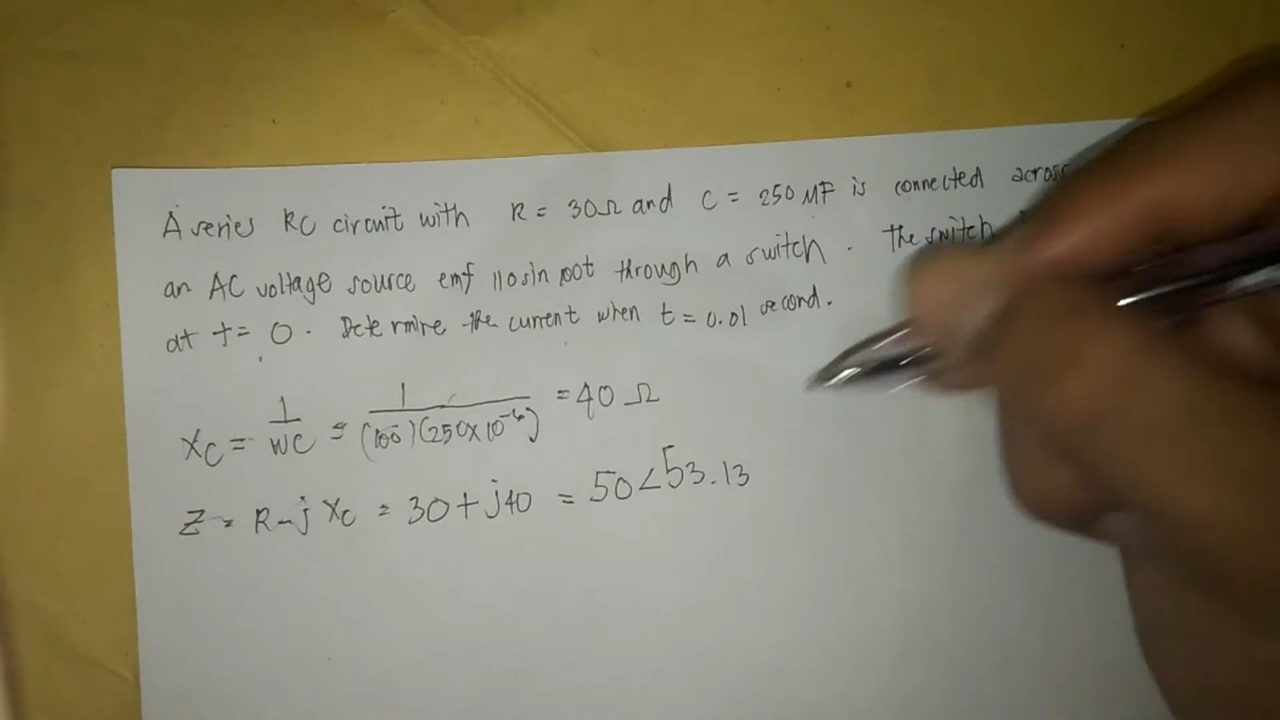 A series RC circuit with R = 30Ω and C = 250 MF is connected across
an AC voltage source emf 110 sin 100t through a switch. The switch
at t = 0. Determine the current when t = 0.01 second.
XC = 1/WC = 1/(100)(250x10^-6) = 40 Ω
Z = R-j XC = 30+j40 = 50<53.13